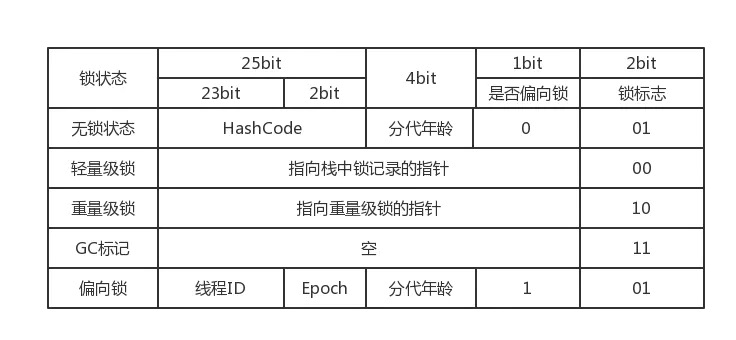 锁状态 25bit 4bit 1bit 2bit
23bit 2bit 是否偏向锁 锁标志
无锁状态 HashCode 分代年龄 0 01
轻量级锁 指向栈中锁记录的指针 00
重量级锁 指向重量级锁的指针 10
GC标记 空 11
偏向锁 线程ID Epoch 分代年龄 1 01